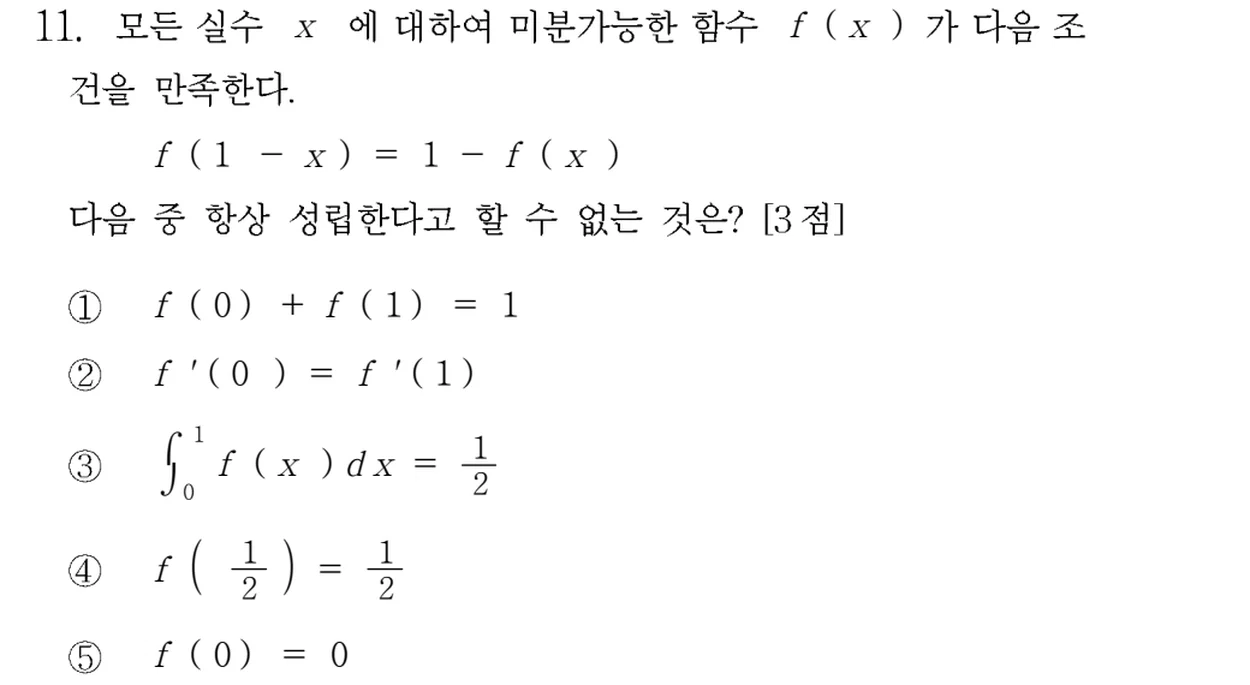 11. 모든 실수 x 에 대하여 미분가능한 함수 f ( x ) 가 다음 조
건을 만족한다.
f ( 1 − x ) = 1 − f ( x )
다음 중 항상 성립한다고 할 수 없는 것은? [3 점]
① f ( 0 ) + f ( 1 ) = 1
② f ′( 0 ) = f ′( 1 )
③ ∫₀¹ f ( x ) d x = 1/2
④ f ( 1/2 ) = 1/2
⑤ f ( 0 ) = 0